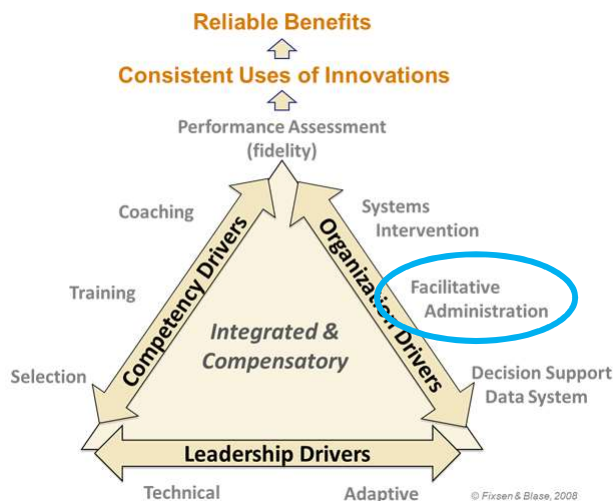 Reliable Benefits
Consistent Uses of Innovations
Performance Assessment
(fidelity)
Coaching
Systems
Intervention
Training
Facilitative
Administration
Competency Drivers
Organization Drivers
Integrated &
Compensatory
Selection
Decision Support
Data System
Leadership Drivers
Technical
Adaptive
© Fixsen & Blase, 2008